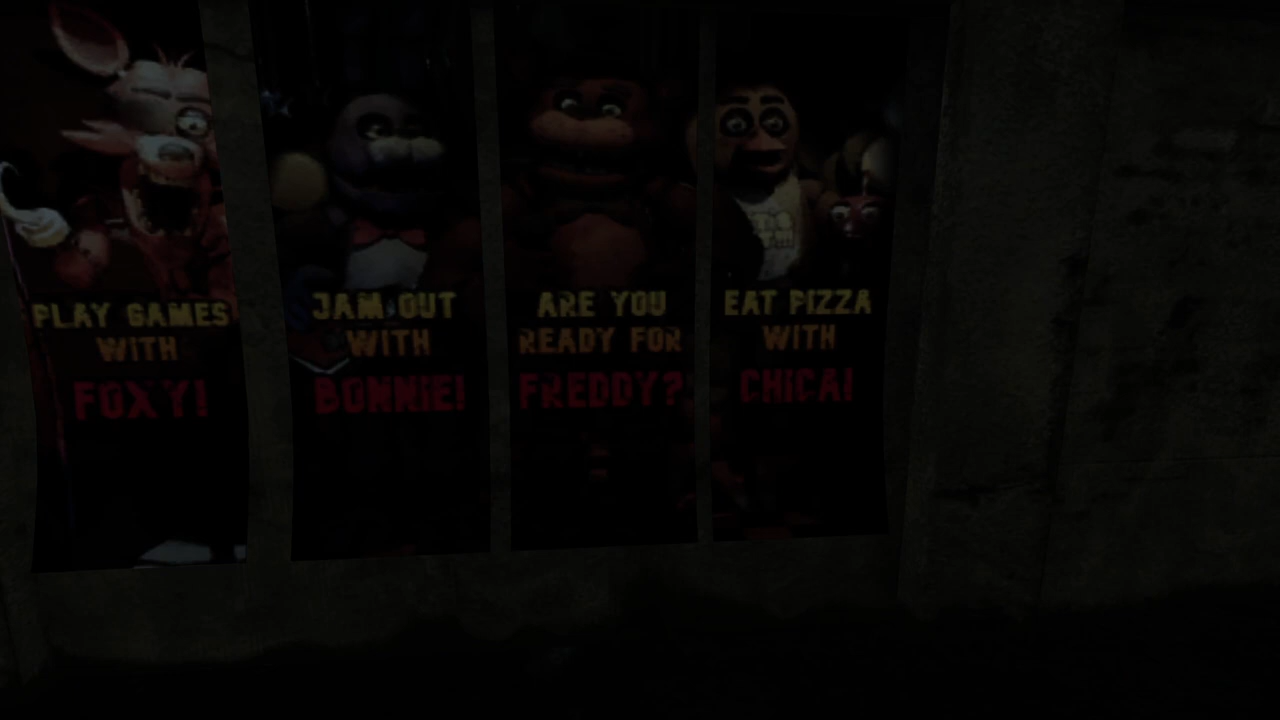 PLAY GAMES
WITH
FOXY!
JAM OUT
WITH
BONNIE!
ARE YOU
READY FOR
FREDDY?
EAT PIZZA
WITH
CHICA!